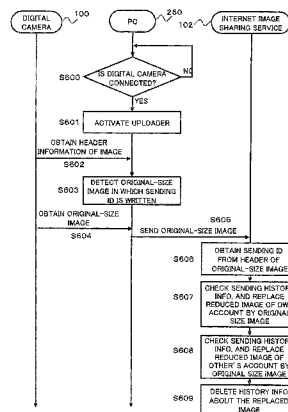 DIGITAL
CAMERA
100
PC
250
102
INTERNET IMAGE
SHARING SERVICE
S600
IS DIGITAL CAMERA
CONNECTED?
NO
YES
S601
ACTIVATE UPLOADER
OBTAIN HEADER
INFORMATION OF IMAGE
S602
S603
DETECT ORIGINAL-SIZE
IMAGE IN WHICH SENDING
ID IS WRITTEN
OBTAIN ORIGINAL-SIZE
IMAGE
S604
S605
SEND ORIGINAL-SIZE IMAGE
S606
OBTAIN SENDING ID
FROM HEADER OF
ORIGINAL-SIZE IMAGE
S607
CHECK SENDING HISTORY
INFO, AND REPLACE
REDUCED IMAGE OF OWN
ACCOUNT BY ORIGINAL
SIZE IMAGE
S608
CHECK SENDING HISTORY
INFO, AND REPLACE
REDUCED IMAGE OF
OTHER'S ACCOUNT BY
ORIGINAL SIZE IMAGE
S609
DELETE HISTORY INFO
ABOUT THE REPLACED
IMAGE